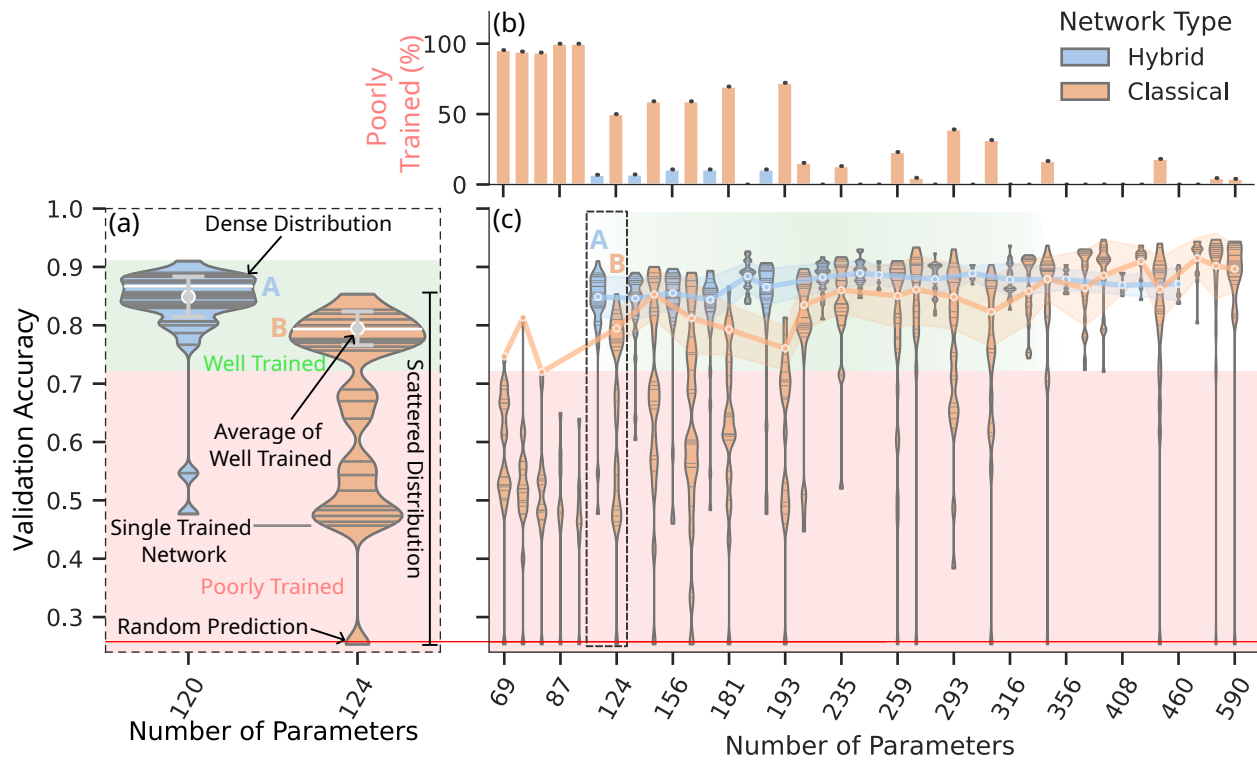 (b)
Network Type
Hybrid
Classical
Poorly
Trained (%)
100
50
0
(a)
Dense Distribution
A
B
Well Trained
Average of
Well Trained
Scattered Distribution
Single Trained
Network
Poorly Trained
Random Prediction
Validation Accuracy
1.0
0.9
0.8
0.7
0.6
0.5
0.4
0.3
120
124
Number of Parameters
(c)
A
B
69
87
124
156
181
193
235
259
293
316
356
408
460
590
Number of Parameters